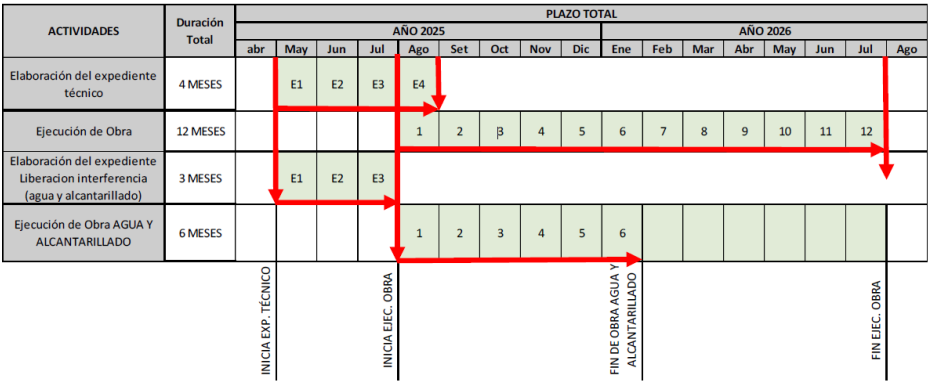 PLAZO TOTAL
ACTIVIDADES
Duración
Total
AÑO 2025
AÑO 2026
abr May Jun Jul Ago Set Oct Nov Dic Ene Feb Mar Abr May Jun Jul Ago
Elaboración del expediente
técnico
4 MESES
E1 E2 E3 E4
Ejecución de Obra
12 MESES
1 2 3 4 5 6 7 8 9 10 11 12
Elaboración del expediente
Liberacion interferencia
(agua y alcantarillado)
3 MESES
E1 E2 E3
Ejecución de Obra AGUA Y
ALCANTARILLADO
6 MESES
1 2 3 4 5 6
INICIA EXP. TÉCNICO
INICIA EJEC. OBRA
FIN DE OBRA AGUA Y
ALCANTARILLADO
FIN EJEC. OBRA